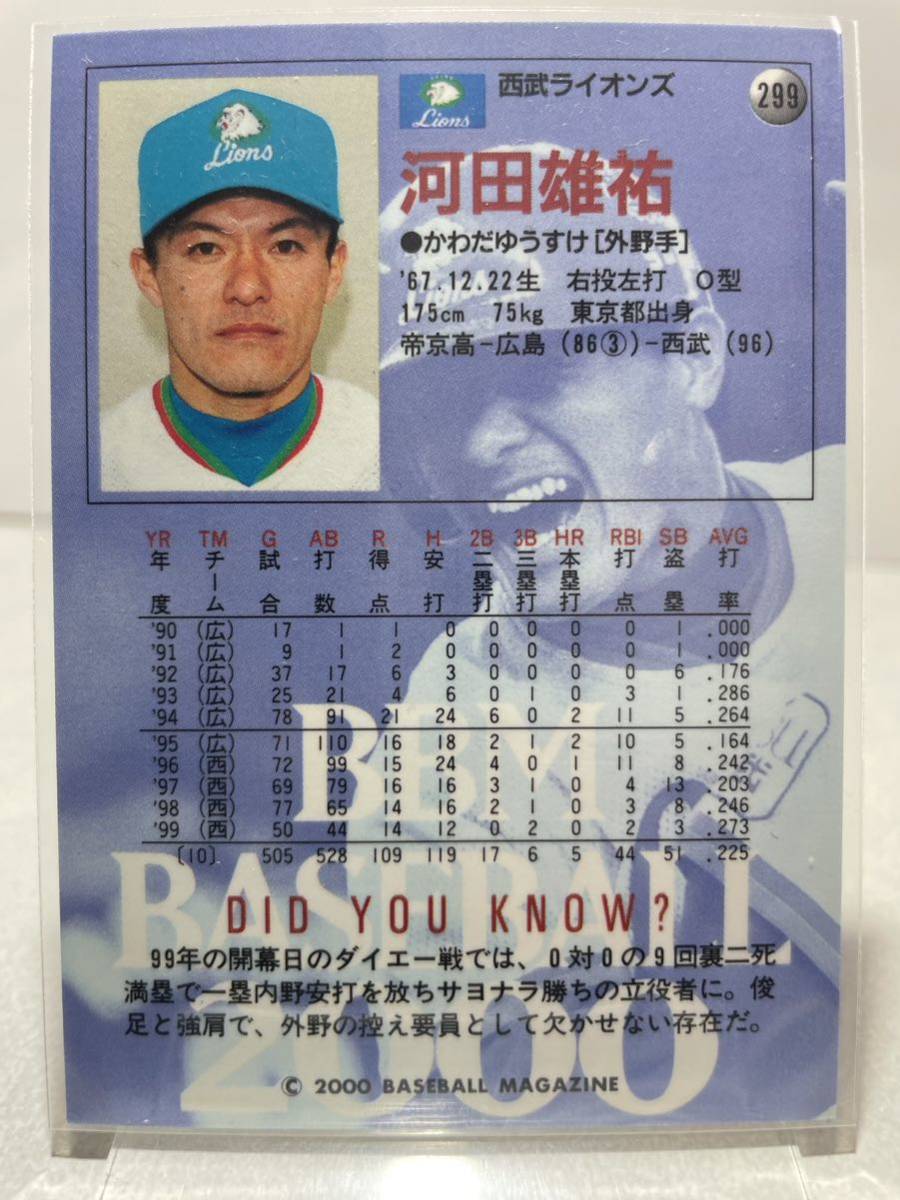 Lions
西武ライオンズ
299
Lions
河田雄祐
●かわだゆうすけ[外野手]
'67.12.22生 右投左打 O型
175cm 75kg 東京都出身
帝京高-広島(86③)-西武(96)
YR TM G AB R H 2B 3B HR RBI SB AVG
年度 チーム 試合 打数 得点 安打 二塁打 三塁打 本塁打 打点 盗塁 打率
'90 (広) 17 1 1 0 0 0 0 0 1 .000
'91 (広) 9 1 2 0 0 0 0 0 0 .000
'92 (広) 37 17 6 3 0 0 0 0 6 .176
'93 (広) 25 21 4 6 0 1 0 3 1 .286
'94 (広) 78 91 21 24 6 0 2 11 5 .264
'95 (広) 71 110 16 18 2 1 2 10 5 .164
'96 (西) 72 99 15 24 4 0 1 11 8 .242
'97 (西) 69 79 16 16 3 1 0 4 13 .203
'98 (西) 77 65 14 16 2 1 0 3 8 .246
'99 (西) 50 44 14 12 0 2 0 2 3 .273
〔10〕 505 528 109 119 17 6 5 44 51 .225
BBM
BASEBALL
2000
DID YOU KNOW?
99年の開幕日のダイエー戦では、0対0の9回裏二死
満塁で一塁内野安打を放ちサヨナラ勝ちの立役者に。俊
足と強肩で、外野の控え要員として欠かせない存在だ。
© 2000 BASEBALL MAGAZINE